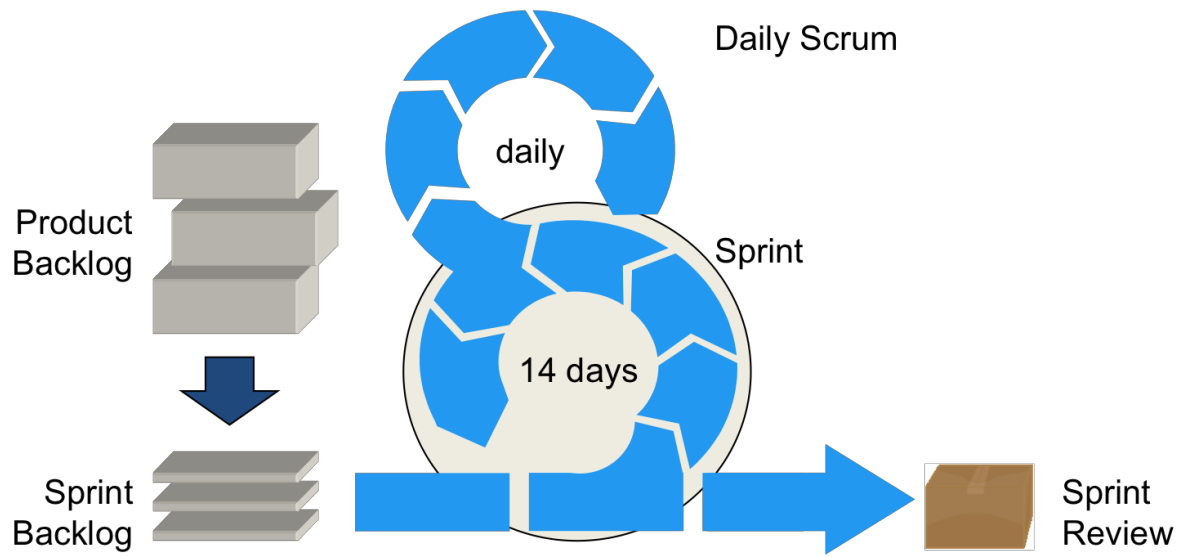 Daily Scrum
daily
Product
Backlog
Sprint
14 days
Sprint
Backlog
Sprint
Review